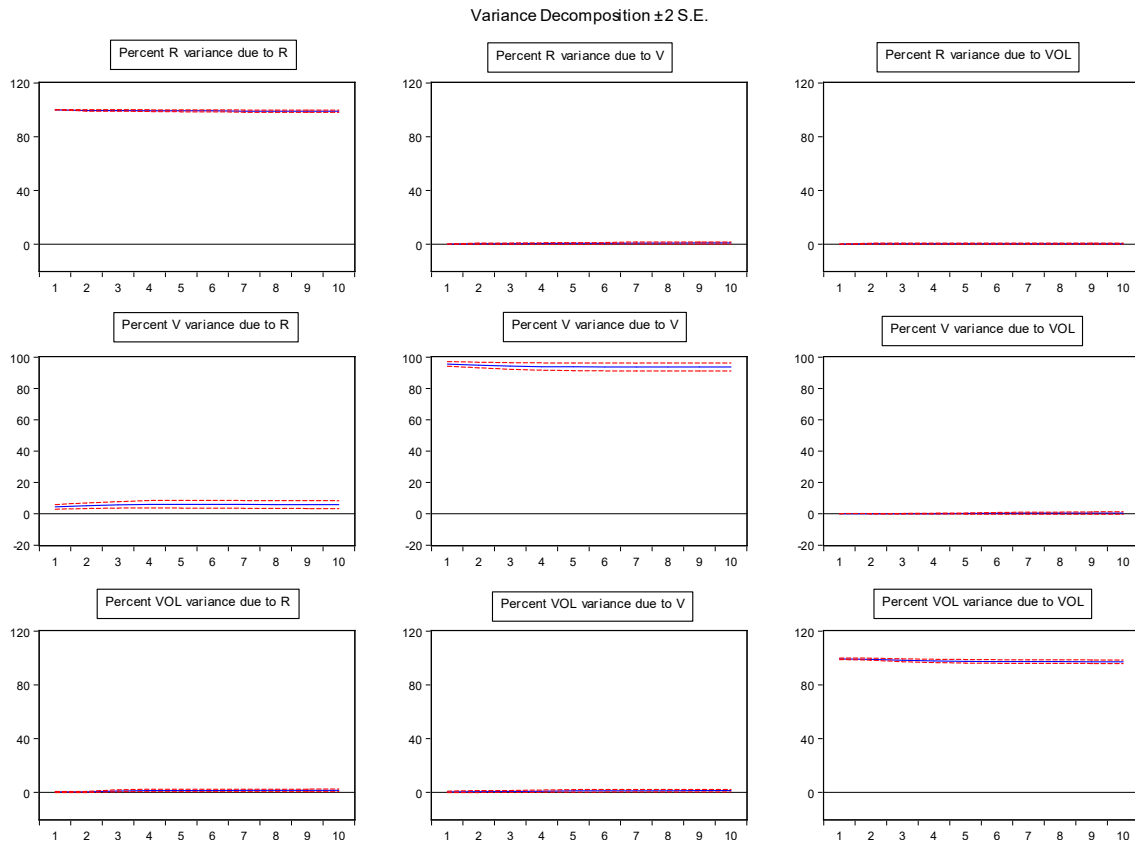 Variance Decomposition ±2 S.E.
Percent R variance due to R
Percent R variance due to V
Percent R variance due to VOL
120
80
40
0
1 2 3 4 5 6 7 8 9 10
120
80
40
0
1 2 3 4 5 6 7 8 9 10
120
80
40
0
1 2 3 4 5 6 7 8 9 10
Percent V variance due to R
Percent V variance due to V
Percent V variance due to VOL
100
80
60
40
20
0
-20
1 2 3 4 5 6 7 8 9 10
100
80
60
40
20
0
-20
1 2 3 4 5 6 7 8 9 10
100
80
60
40
20
0
-20
1 2 3 4 5 6 7 8 9 10
Percent VOL variance due to R
Percent VOL variance due to V
Percent VOL variance due to VOL
120
80
40
0
1 2 3 4 5 6 7 8 9 10
120
80
40
0
1 2 3 4 5 6 7 8 9 10
120
80
40
0
1 2 3 4 5 6 7 8 9 10